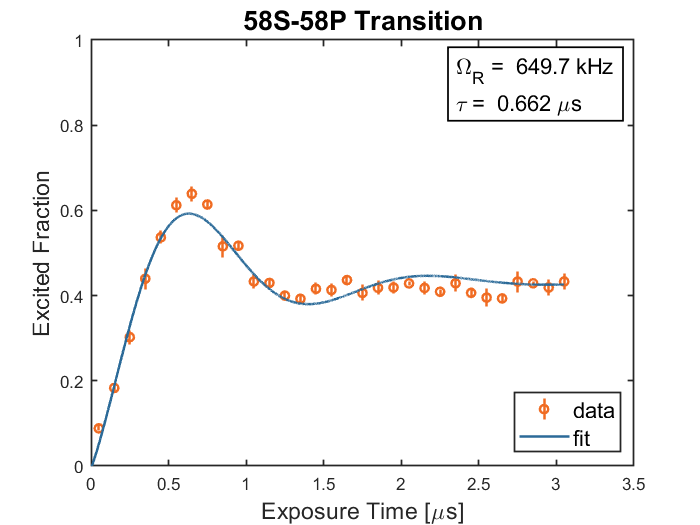 58S-58P Transition
Ω_R = 649.7 kHz
τ = 0.662 μs
Excited Fraction
1
0.8
0.6
0.4
0.2
0
data
fit
0 0.5 1 1.5 2 2.5 3 3.5
Exposure Time [μs]